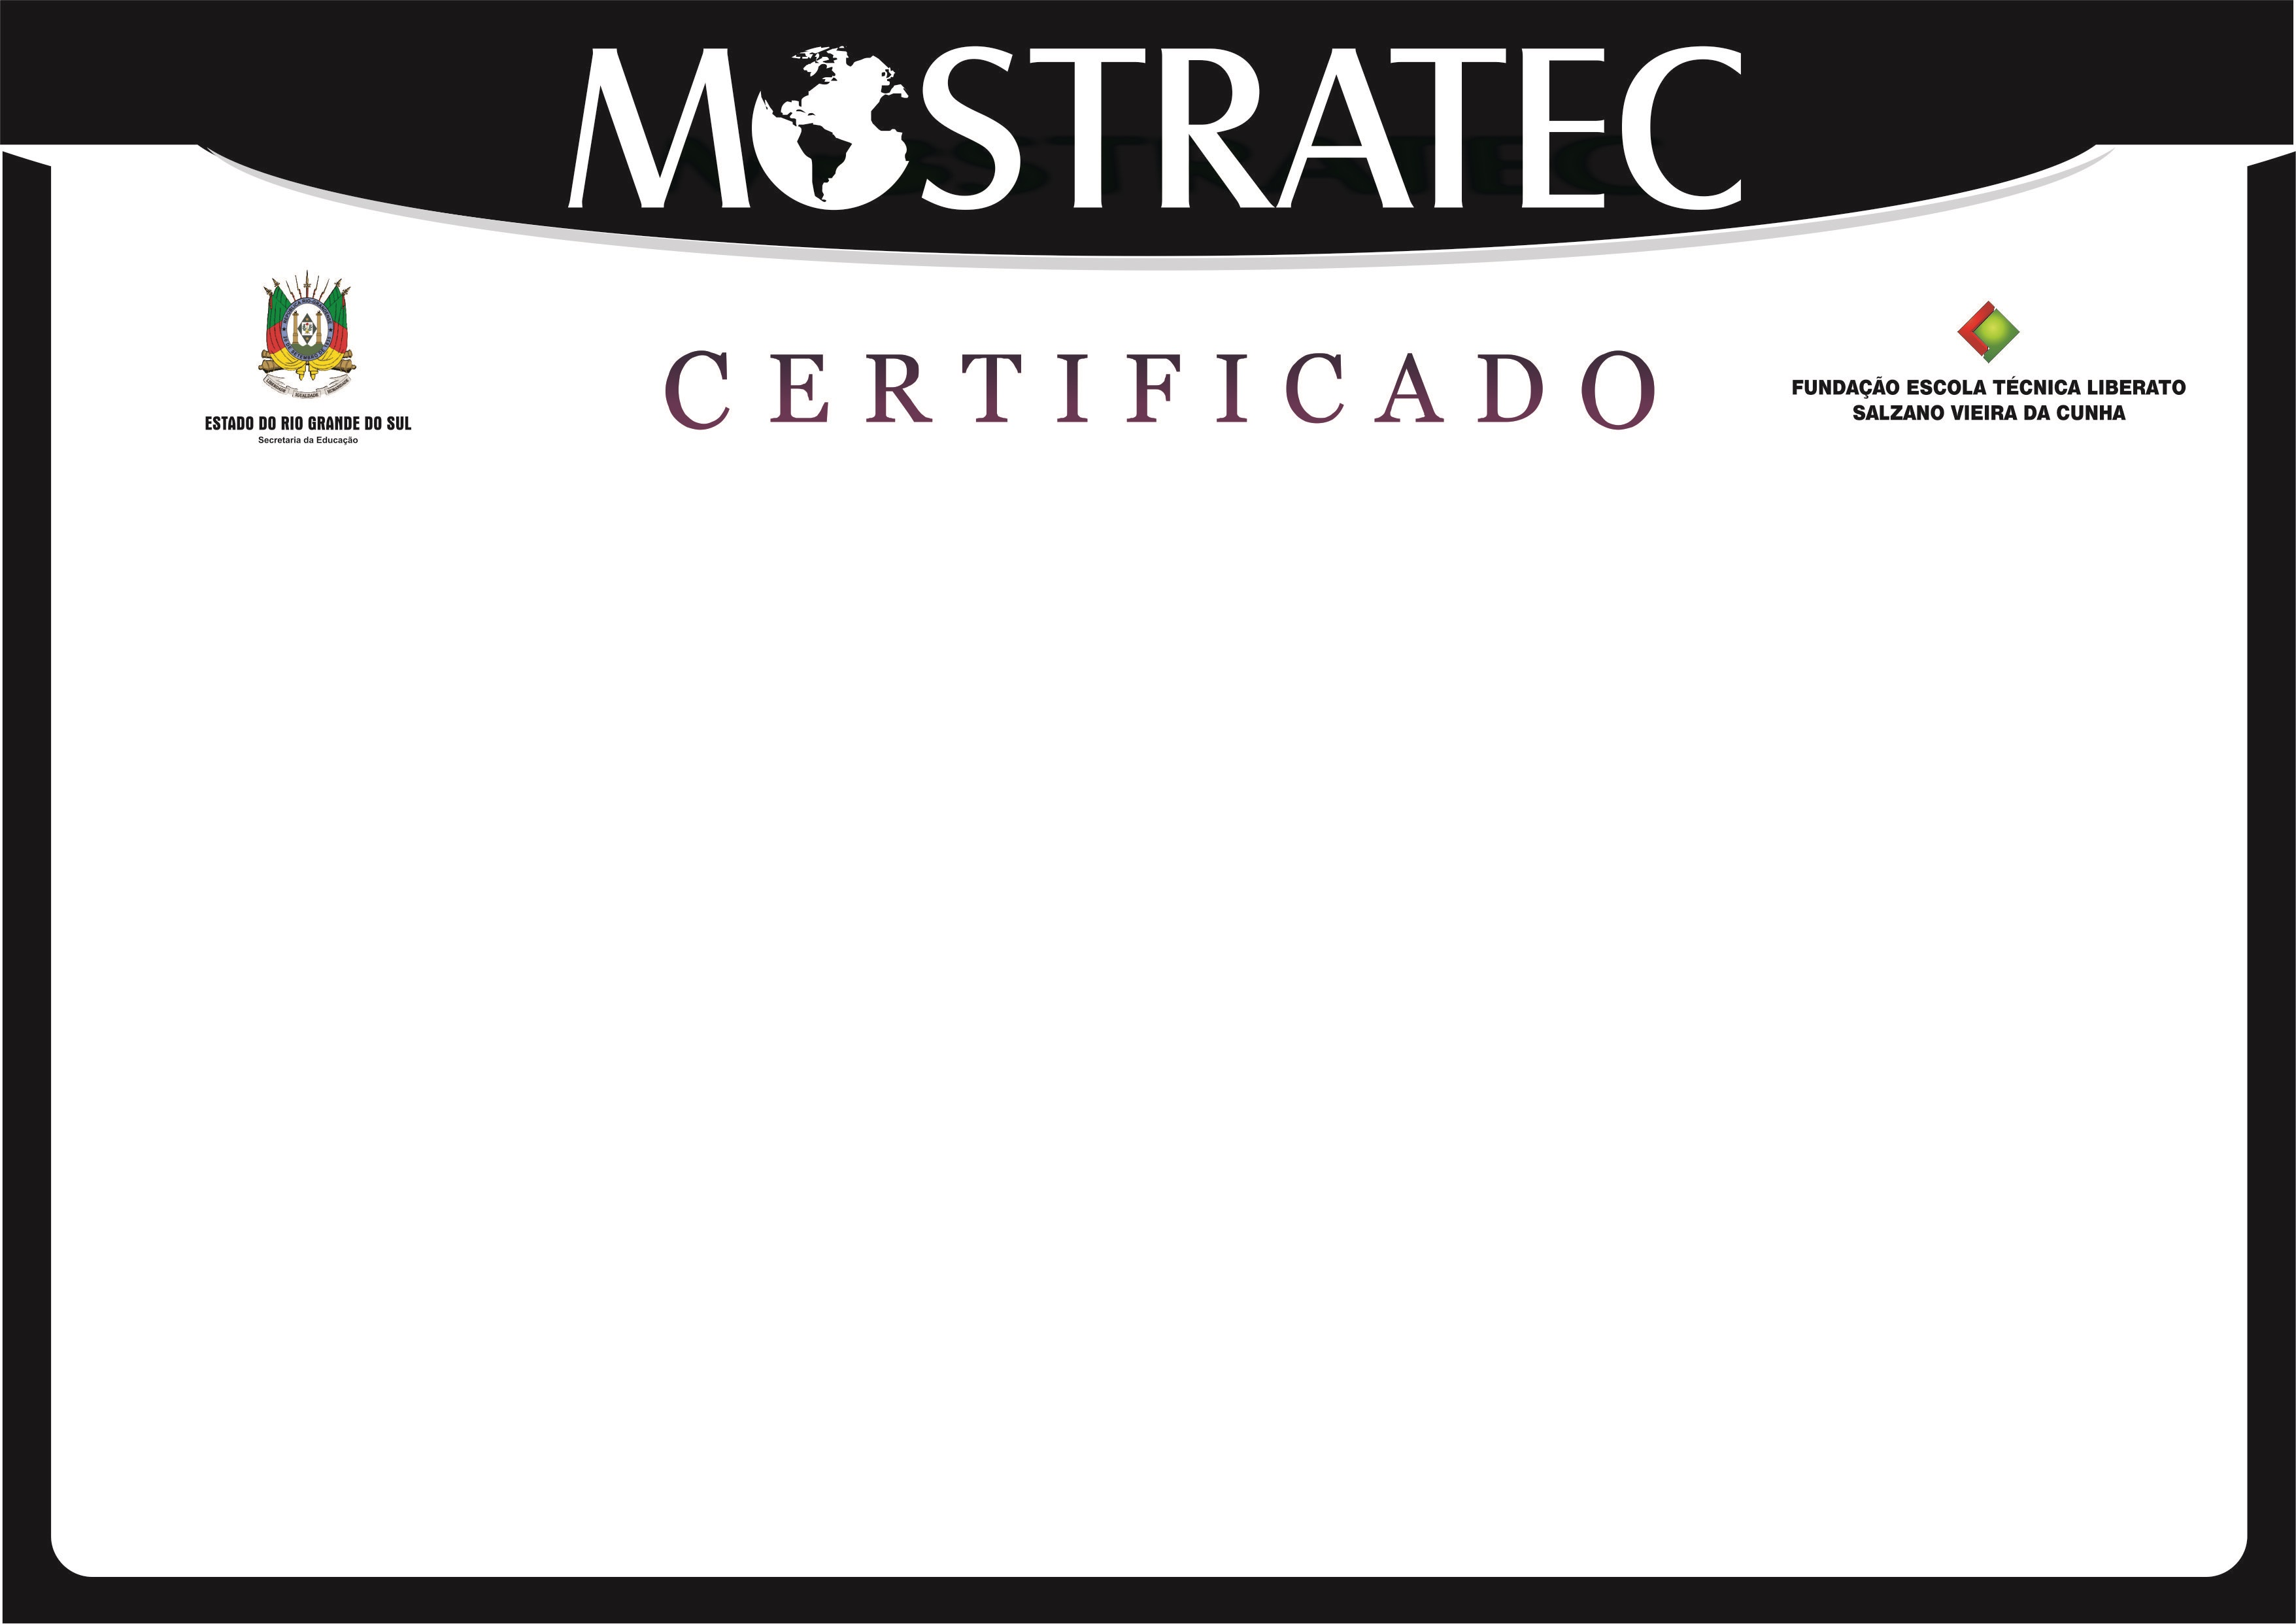 MOSTRATEC
CERTIFICADO
ESTADO DO RIO GRANDE DO SUL
Secretaria da Educação
FUNDAÇÃO ESCOLA TÉCNICA LIBERATO
SALZANO VIEIRA DA CUNHA